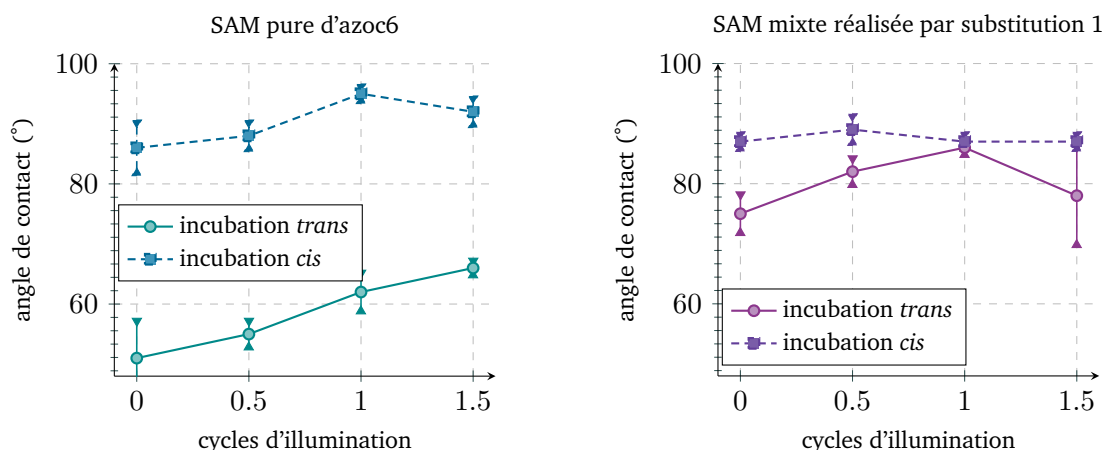 SAM pure d'azoc6
100
80
60
angle de contact (°)
incubation trans
incubation cis
0 0.5 1 1.5
cycles d'illumination
SAM mixte réalisée par substitution 1
100
80
60
angle de contact (°)
incubation trans
incubation cis
0 0.5 1 1.5
cycles d'illumination